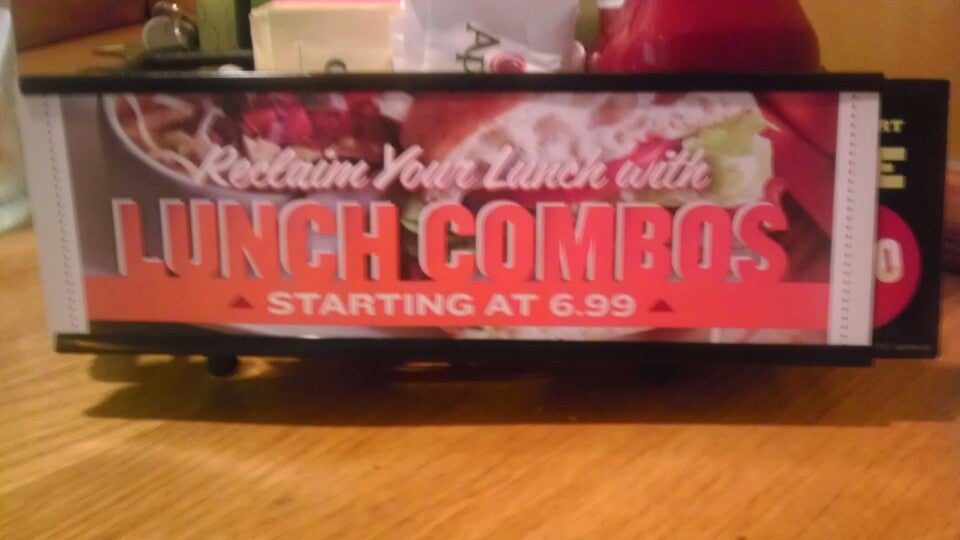 Reclaim Your Lunch with
LUNCH COMBOS
STARTING AT 6.99